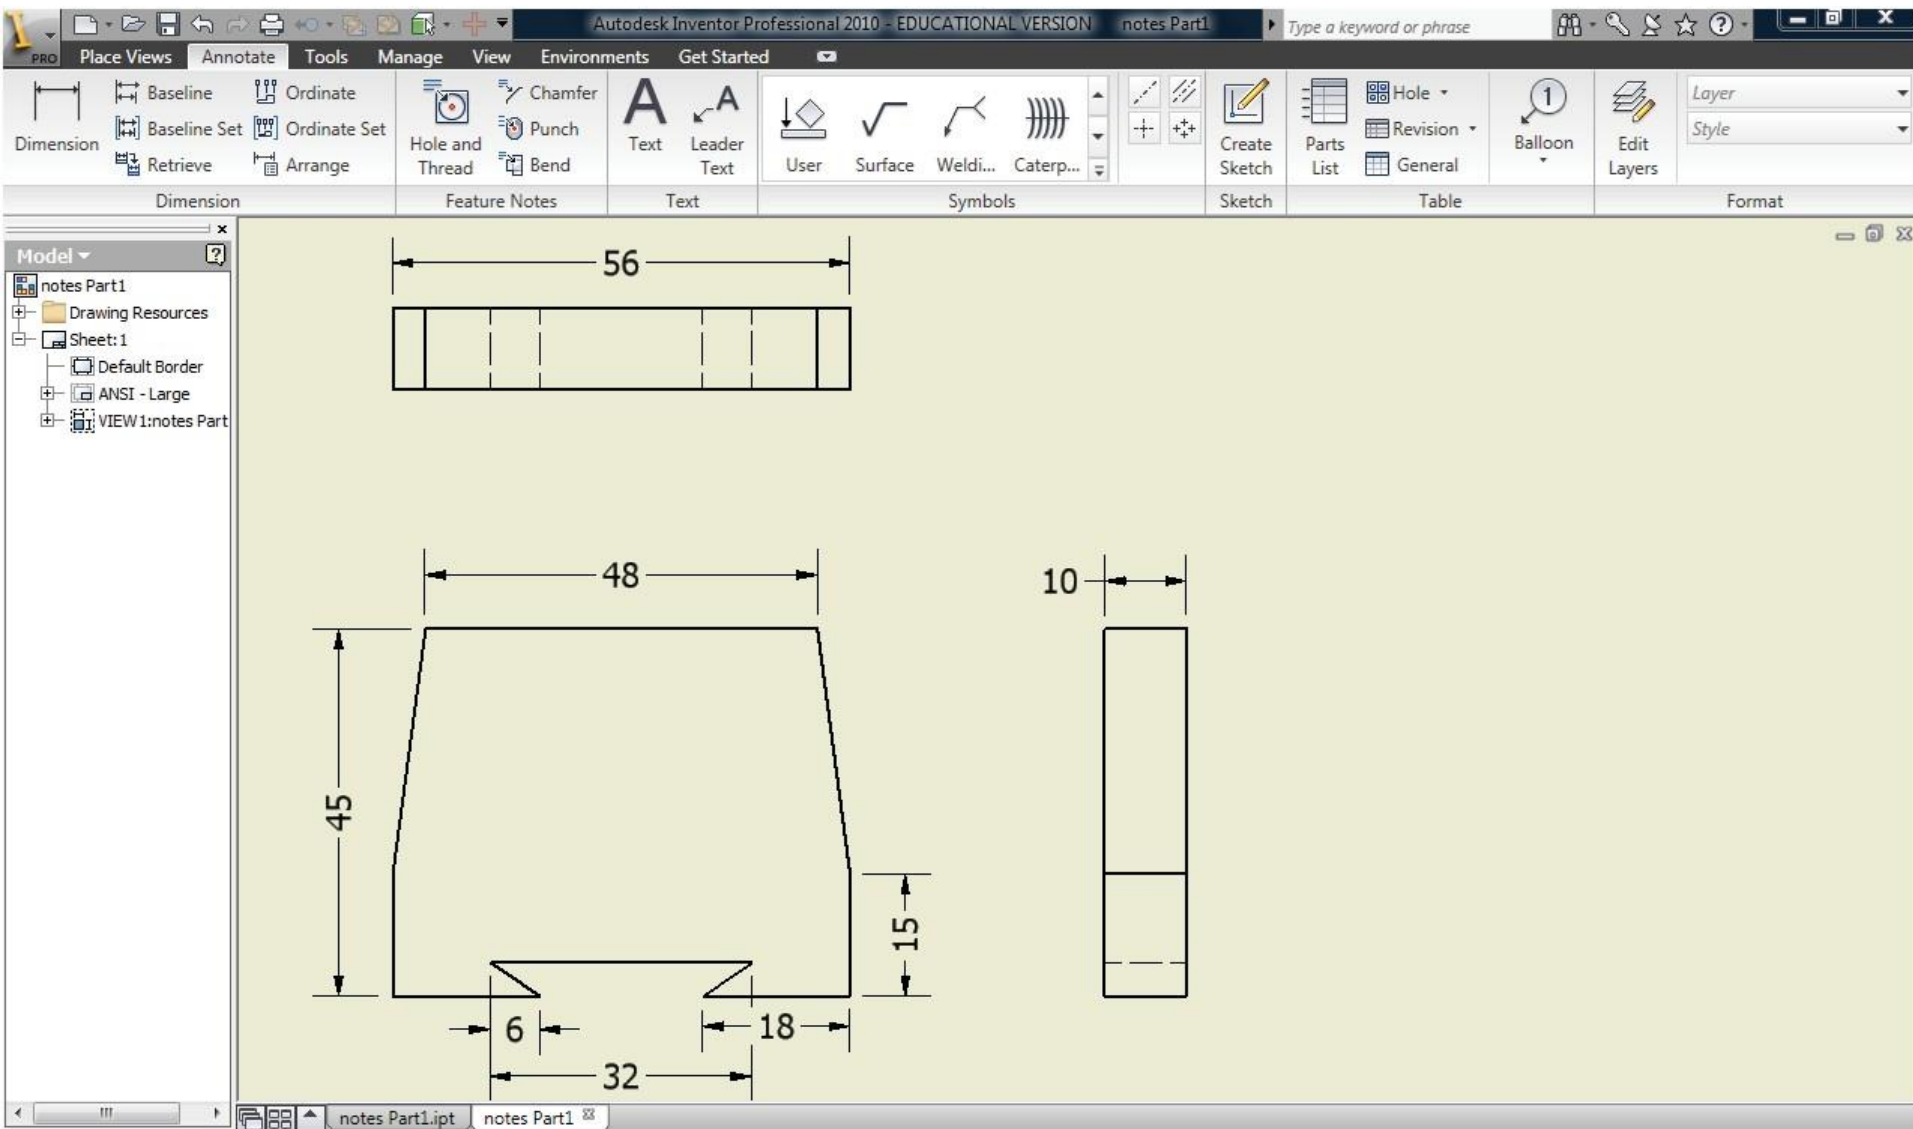 Autodesk Inventor Professional 2010 - EDUCATIONAL VERSION notes Part1 Type a keyword or phrase
PRO Place Views Annotate Tools Manage View Environments Get Started
Dimension
Baseline
Baseline Set
Retrieve
Ordinate
Ordinate Set
Arrange
Hole and
Thread
Chamfer
Punch
Bend
A
Text
A
Leader
Text
User
Surface
Weldi...
Caterp...
Create
Sketch
Parts
List
Hole
Revision
General
1
Balloon
Edit
Layers
Layer
Style
Dimension Feature Notes Text Symbols Sketch Table Format
Model
notes Part1
Drawing Resources
Sheet:1
Default Border
ANSI - Large
VIEW1:notes Part
56
48
10
45
15
6
18
32
notes Part1.ipt notes Part1